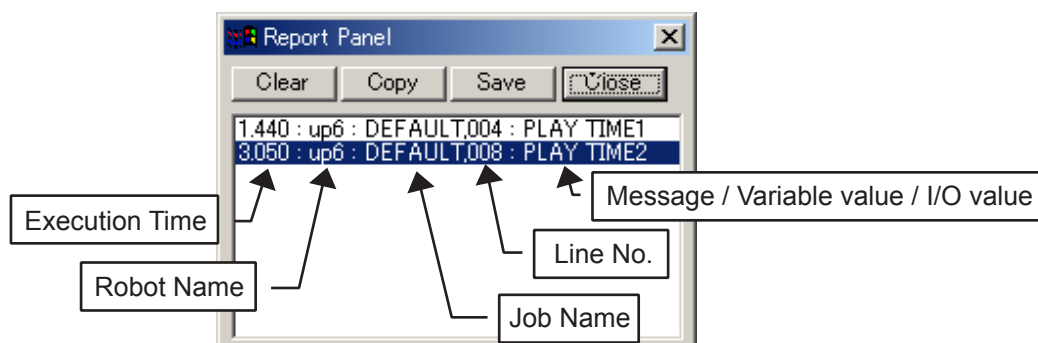 Report Panel
Clear Copy Save Close
1.440 : up6 : DEFAULT,004 : PLAY TIME1
3.050 : up6 : DEFAULT,008 : PLAY TIME2
Message / Variable value / I/O value
Execution Time
Line No.
Robot Name
Job Name